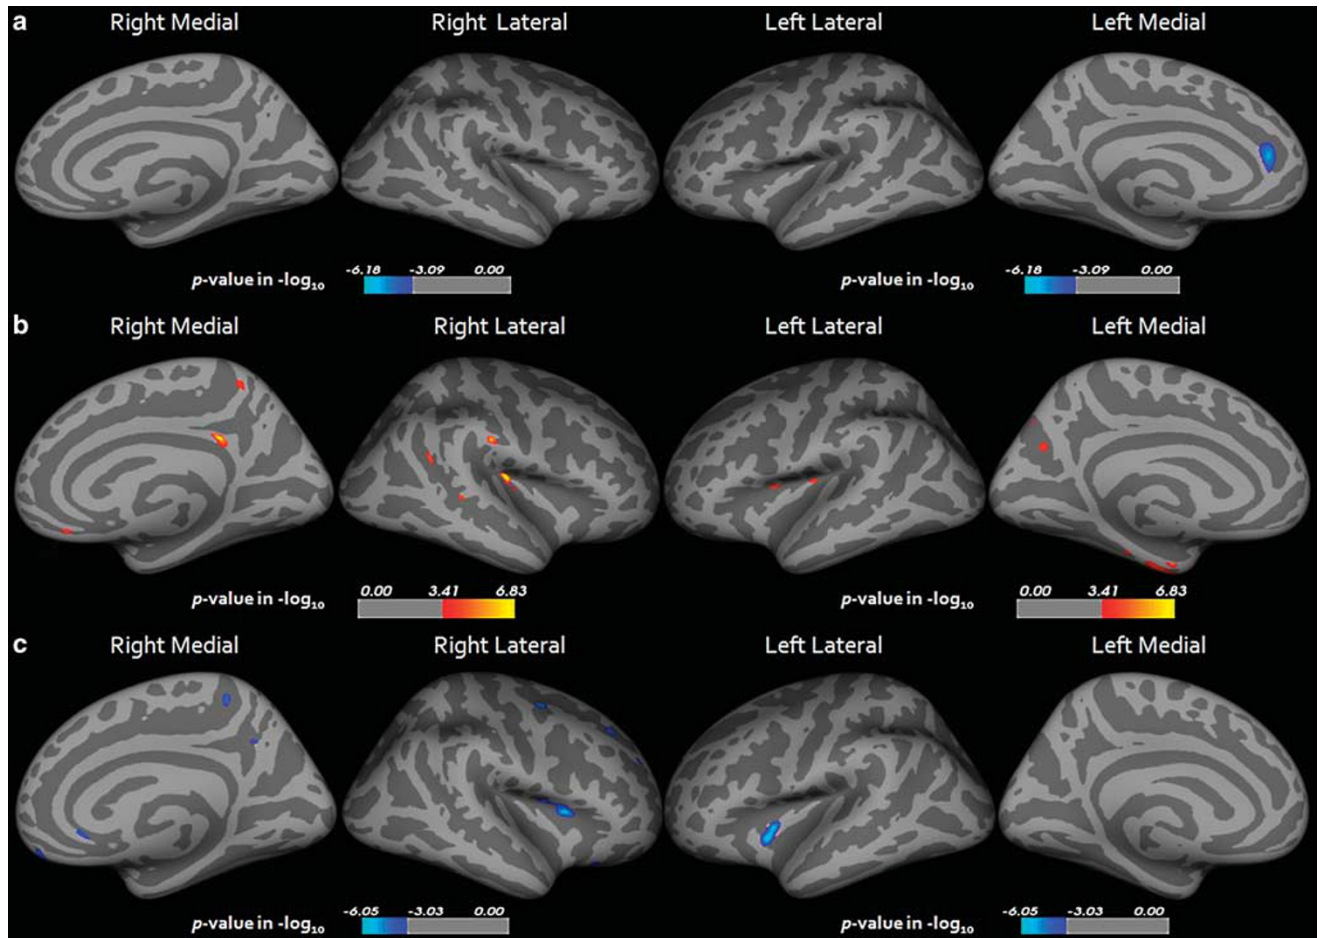 a
Right Medial
Right Lateral
Left Lateral
Left Medial
p-value in -log10
-6.18 -3.09 0.00
p-value in -log10
-6.18 -3.09 0.00
b
Right Medial
Right Lateral
Left Lateral
Left Medial
p-value in -log10
0.00 3.41 6.83
p-value in -log10
0.00 3.41 6.83
c
Right Medial
Right Lateral
Left Lateral
Left Medial
p-value in -log10
-6.05 -3.03 0.00
p-value in -log10
-6.05 -3.03 0.00